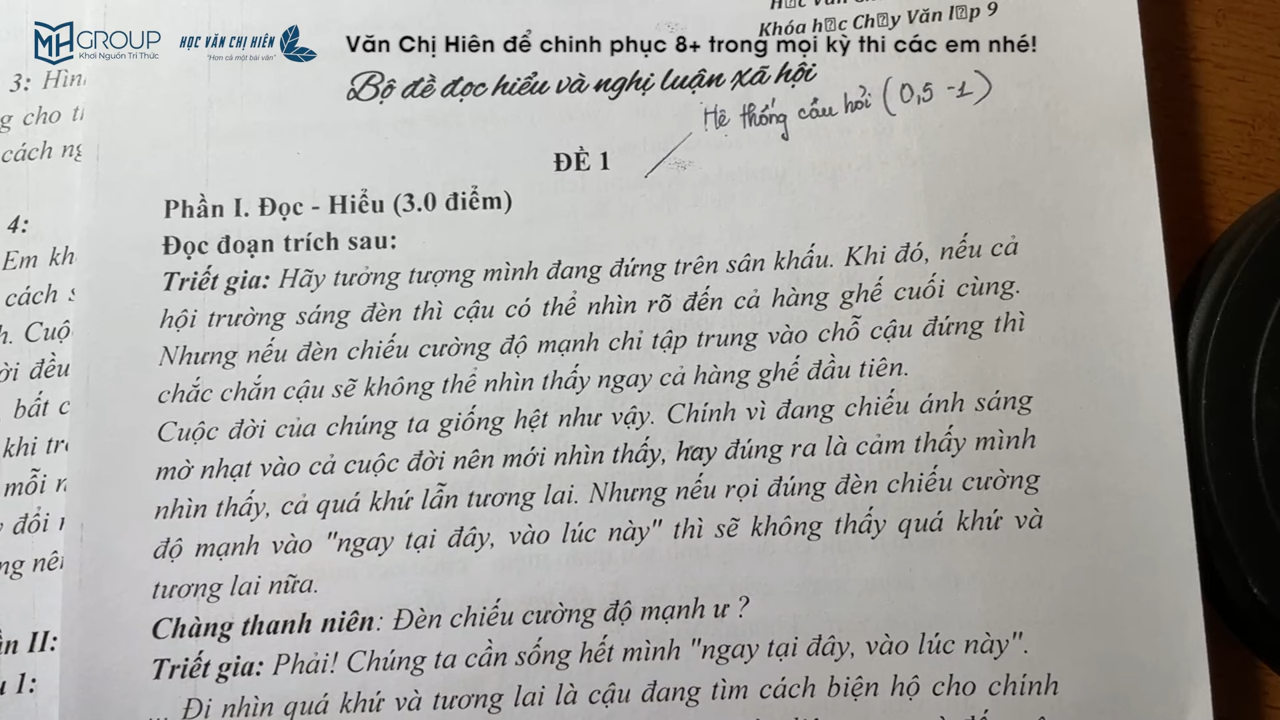 MH GROUP
Khơi Nguồn Tri Thức
HỌC VĂN CHỊ HIÊN
"Hơn cả một bài văn"
Khóa học Chạy Văn lớp 9
Văn Chị Hiên để chinh phục 8+ trong mọi kỳ thi các em nhé!
Bộ đề đọc hiểu và nghị luận xã hội
Hệ thống câu hỏi (0,5 - 1)
ĐỀ 1
Phần I. Đọc - Hiểu (3.0 điểm)
Đọc đoạn trích sau:
Triết gia: Hãy tưởng tượng mình đang đứng trên sân khấu. Khi đó, nếu cả
hội trường sáng đèn thì cậu có thể nhìn rõ đến cả hàng ghế cuối cùng.
Nhưng nếu đèn chiếu cường độ mạnh chỉ tập trung vào chỗ cậu đứng thì
chắc chắn cậu sẽ không thể nhìn thấy ngay cả hàng ghế đầu tiên.
Cuộc đời của chúng ta giống hệt như vậy. Chính vì đang chiếu ánh sáng
mờ nhạt vào cả cuộc đời nên mới nhìn thấy, hay đúng ra là cảm thấy mình
nhìn thấy, cả quá khứ lẫn tương lai. Nhưng nếu rọi đúng đèn chiếu cường
độ mạnh vào "ngay tại đây, vào lúc này" thì sẽ không thấy quá khứ và
tương lai nữa.
Chàng thanh niên: Đèn chiếu cường độ mạnh ư ?
Triết gia: Phải! Chúng ta cần sống hết mình "ngay tại đây, vào lúc này".
... Đi nhìn quá khứ và tương lai là cậu đang tìm cách biện hộ cho chính
3: Hìn
g cho
cách
4:
Em kh
cách s
h. Cuộ
ời đều
bất c
khi tr
mỗi n
đổi
ng nê
n II:
1: